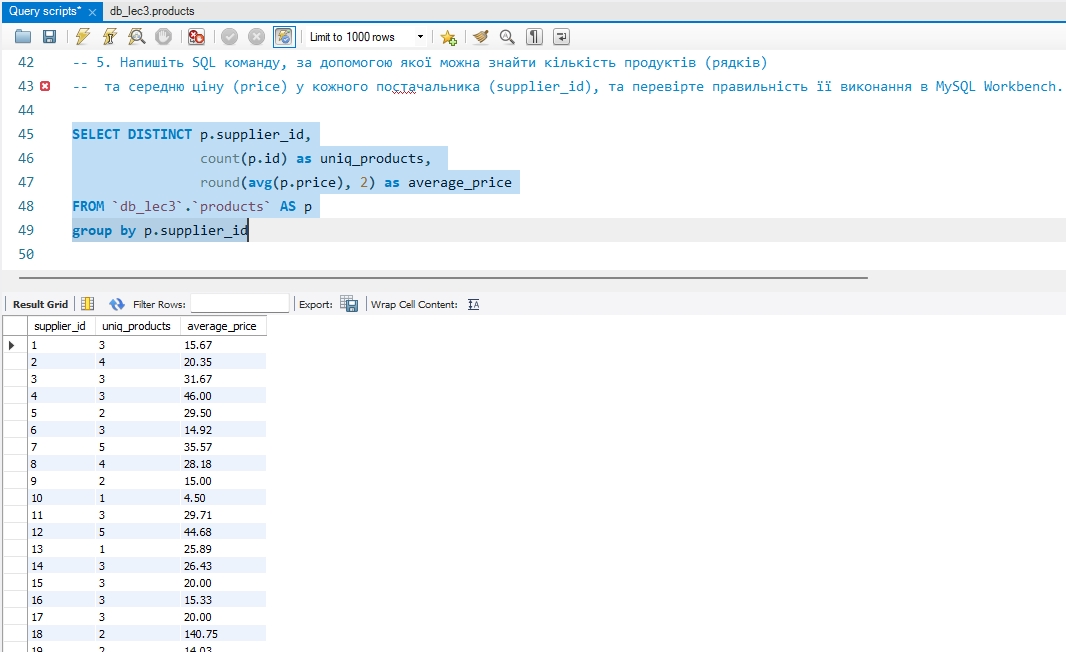 Query scripts* db_lec3.products
Limit to 1000 rows
42 -- 5. Напишіть SQL команду, за допомогою якої можна знайти кількість продуктів (рядків)
43 --  та середню ціну (price) у кожного постачальника (supplier_id), та перевірте правильність її виконання в MySQL Workbench.
44
45 SELECT DISTINCT p.supplier_id,
46 count(p.id) as uniq_products,
47 round(avg(p.price), 2) as average_price
48 FROM `db_lec3`.`products` AS p
49 group by p.supplier_id
50
Result Grid Filter Rows: Export: Wrap Cell Content: IA
supplier_id uniq_products average_price
1 3 15.67
2 4 20.35
3 3 31.67
4 3 46.00
5 2 29.50
6 3 14.92
7 5 35.57
8 4 28.18
9 2 15.00
10 1 4.50
11 3 29.71
12 5 44.68
13 1 25.89
14 3 26.43
15 3 20.00
16 3 15.33
17 3 20.00
18 2 140.75
19 2 14.03